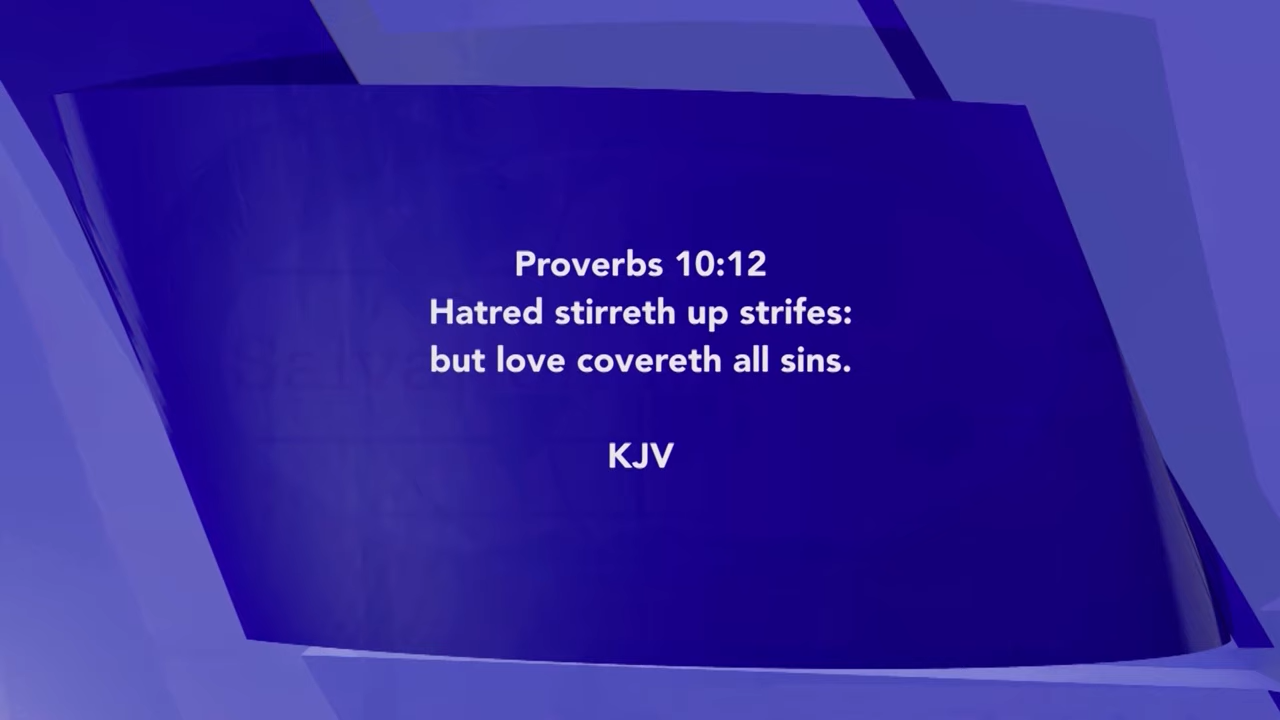 Proverbs 10:12
Hatred stirreth up strifes:
but love covereth all sins.
KJV